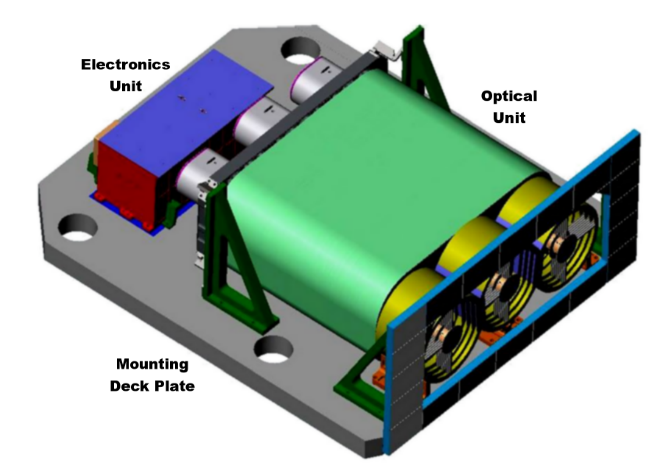 Electronics
Unit
Optical
Unit
Mounting
Deck Plate